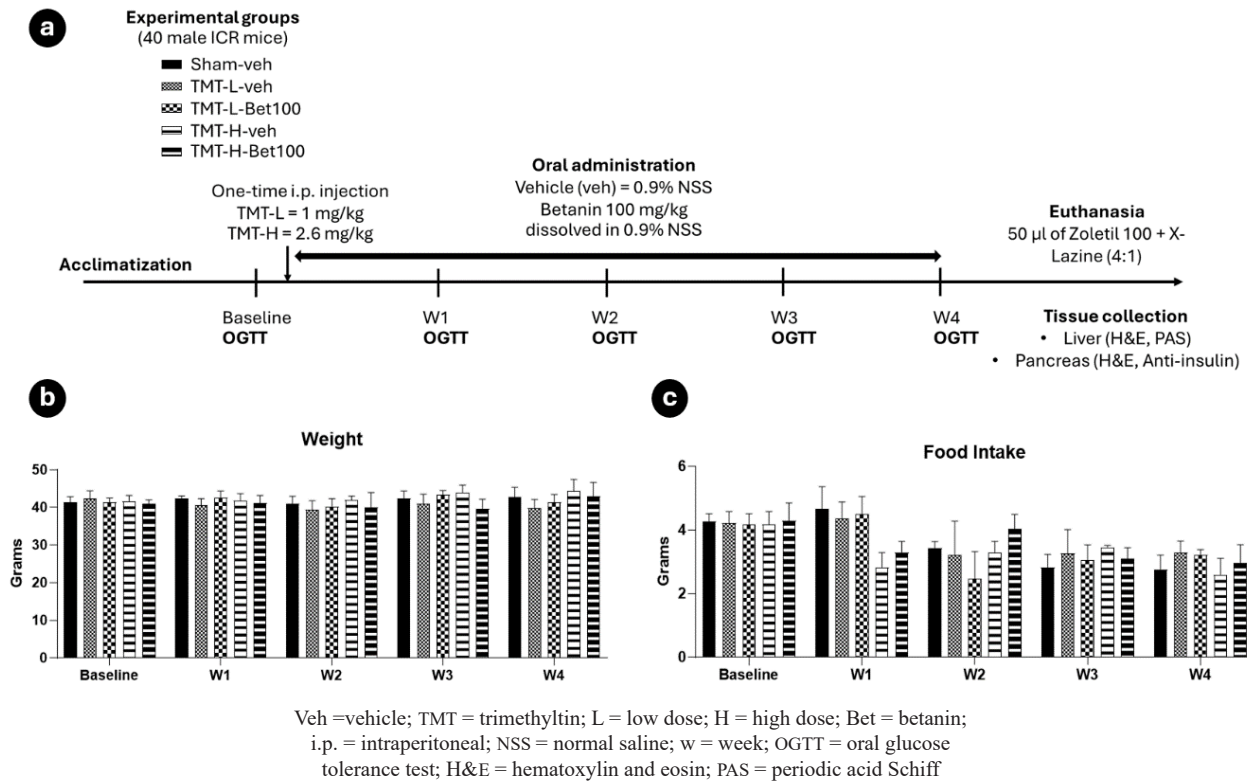 a
Experimental groups
(40 male ICR mice)
Sham-veh
TMT-L-veh
TMT-L-Bet100
TMT-H-veh
TMT-H-Bet100
One-time i.p. injection
TMT-L = 1 mg/kg
TMT-H = 2.6 mg/kg
Oral administration
Vehicle (veh) = 0.9% NSS
Betanin 100 mg/kg
dissolved in 0.9% NSS
Euthanasia
50 µl of Zoletil 100 + X-
Lazine (4:1)
Acclimatization
Baseline
OGTT
W1
OGTT
W2
OGTT
W3
OGTT
W4
OGTT
Tissue collection
• Liver (H&E, PAS)
• Pancreas (H&E, Anti-insulin)
b
Weight
Grams
50
40
30
20
10
0
Baseline W1 W2 W3 W4
c
Food Intake
Grams
6
4
2
0
Baseline W1 W2 W3 W4
Veh =vehicle; TMT = trimethyltin; L = low dose; H = high dose; Bet = betanin;
i.p. = intraperitoneal; NSS = normal saline; w = week; OGTT = oral glucose
tolerance test; H&E = hematoxylin and eosin; PAS = periodic acid Schiff